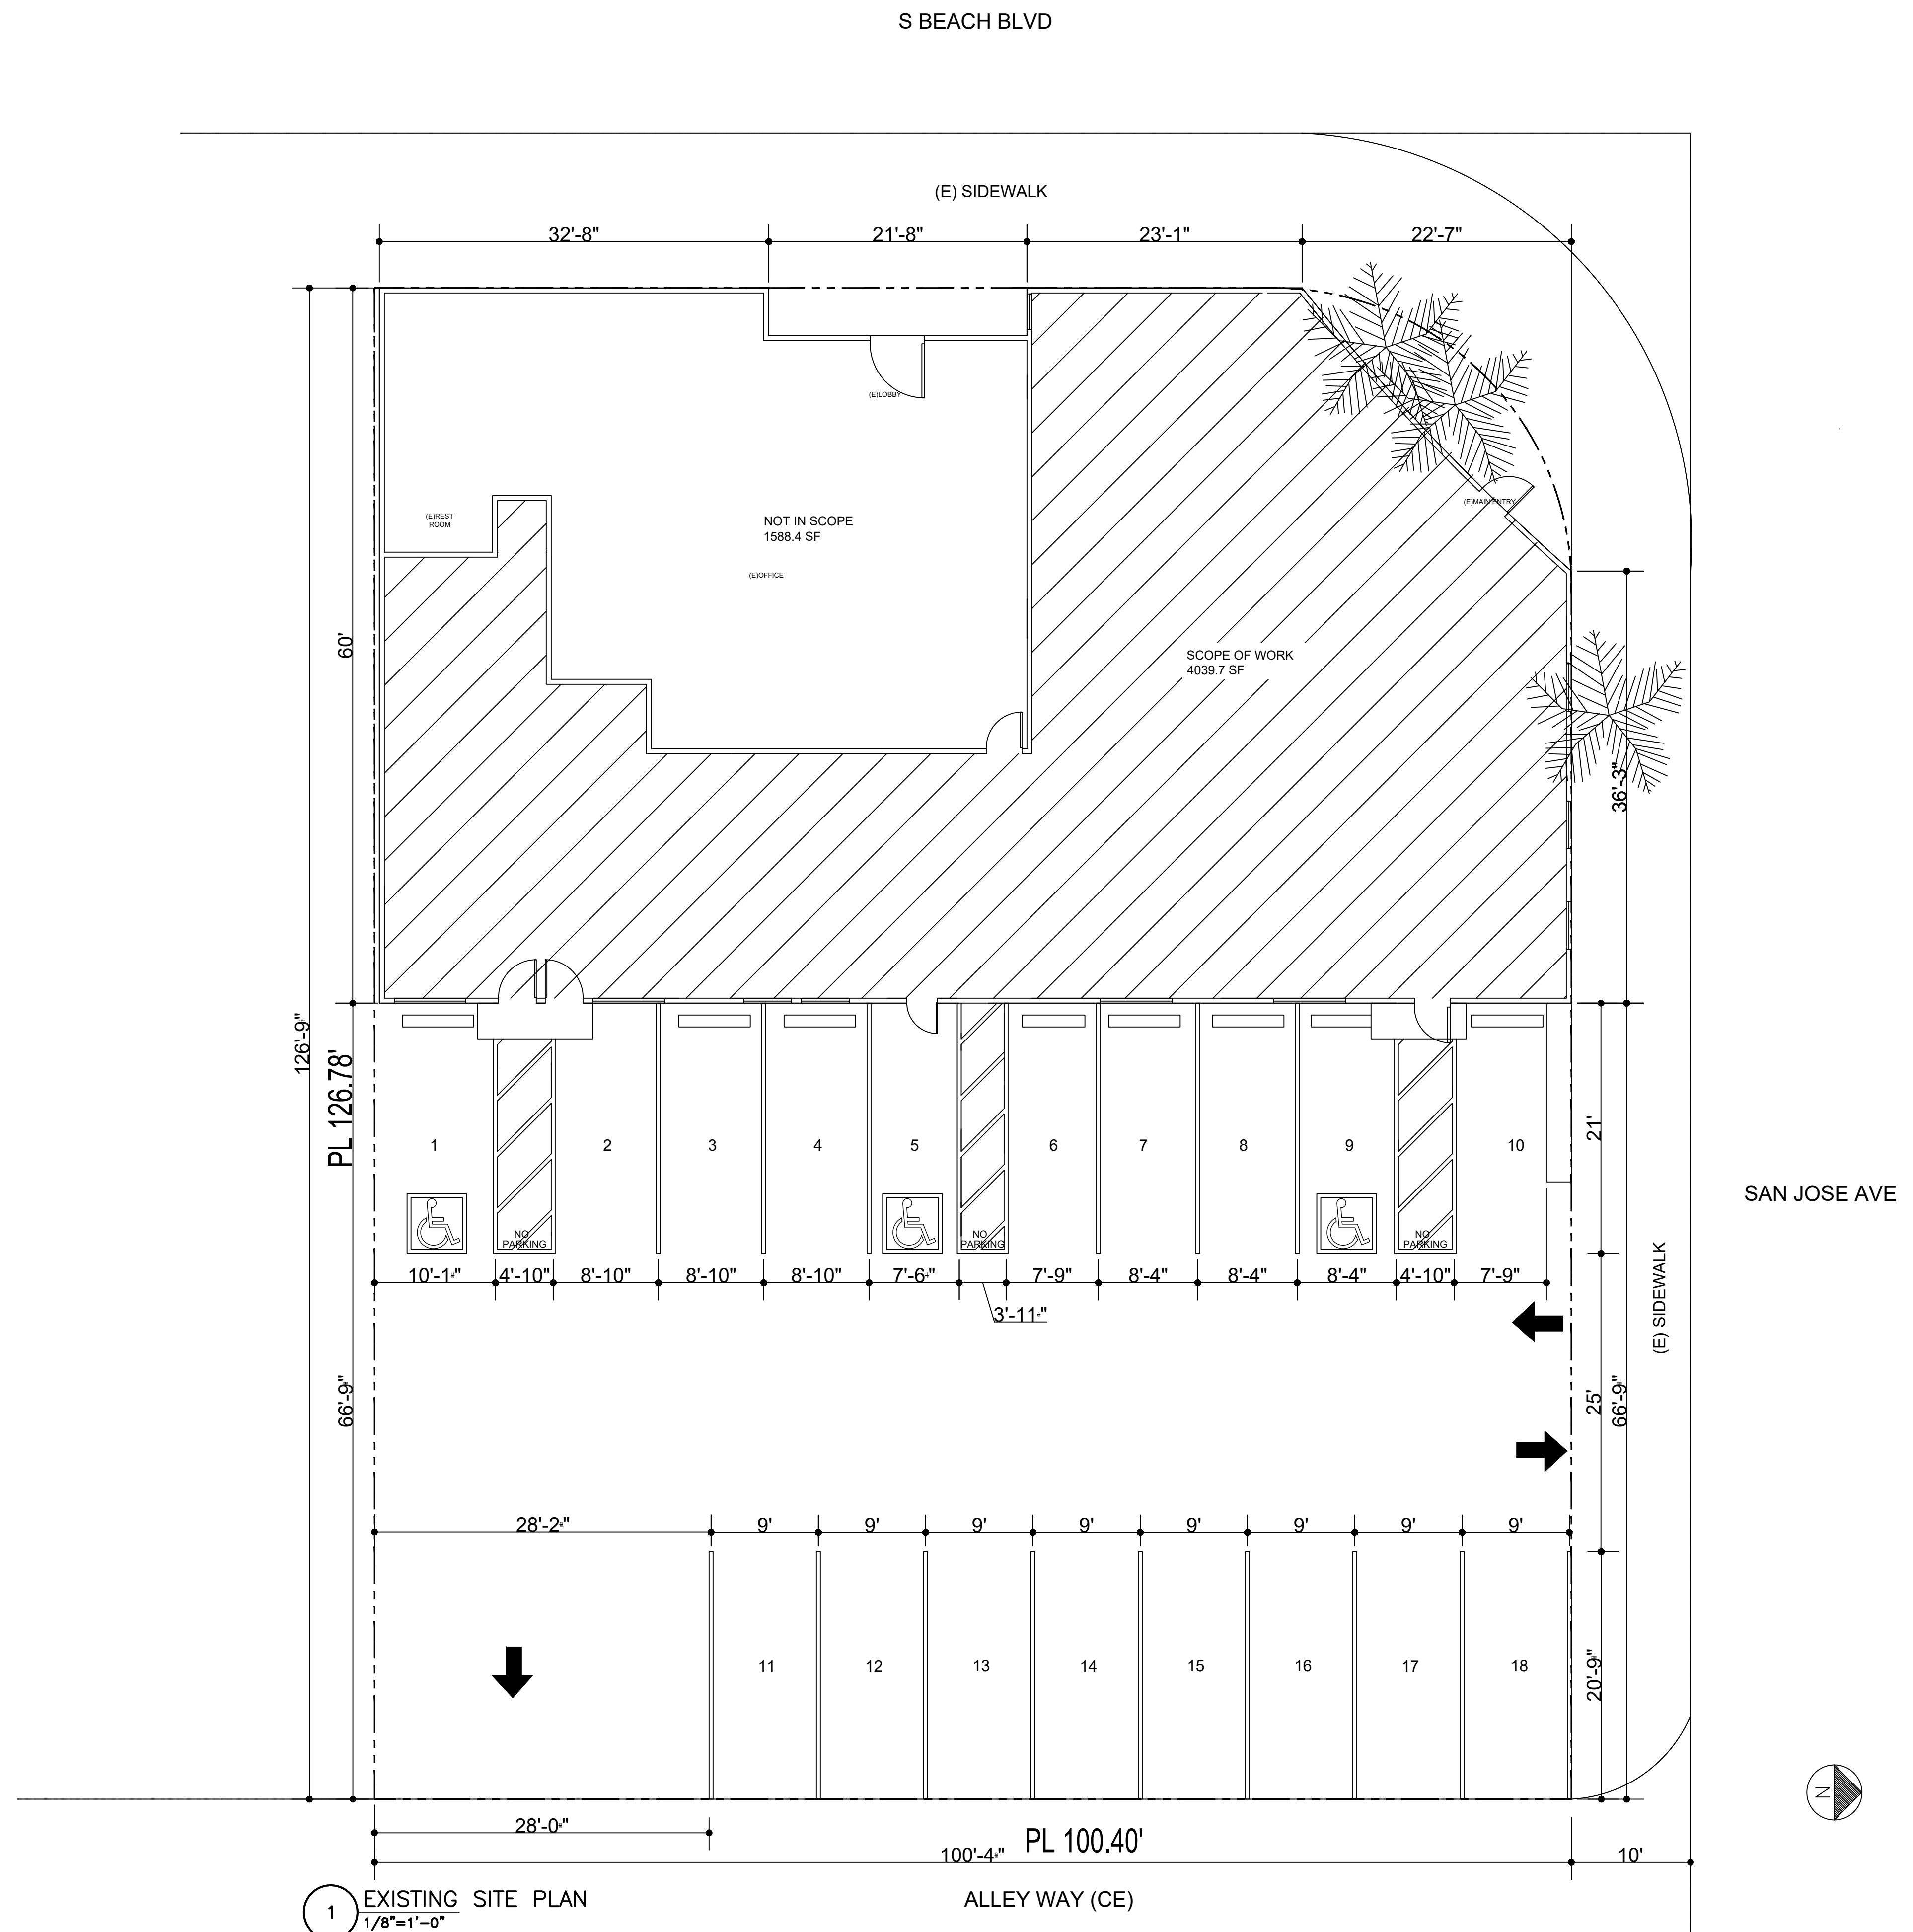 S BEACH BLVD
(E) SIDEWALK
32'-8"
21'-8"
23'-1"
22'-7"
(E)LOBBY
(E)MAIN ENTRY
(E)REST
ROOM
NOT IN SCOPE
1588.4 SF
(E)OFFICE
60'
SCOPE OF WORK
4039.7 SF
36'-3"
126'-9"
PL 126.78'
1
2
3
4
5
6
7
8
9
10
21'
SAN JOSE AVE
NO
PARKING
NO
PARKING
NO
PARKING
10'-1"
4'-10"
8'-10"
8'-10"
8'-10"
7'-6"
7'-9"
8'-4"
8'-4"
8'-4"
4'-10"
7'-9"
3'-11"
(E) SIDEWALK
66'-9"
25'
66'-9"
28'-2"
9'
9'
9'
9'
9'
9'
9'
9'
11
12
13
14
15
16
17
18
20'-9"
N
28'-0"
PL 100.40'
100'-4"
10'
1
EXISTING SITE PLAN
1/8"=1'-0"
ALLEY WAY (CE)